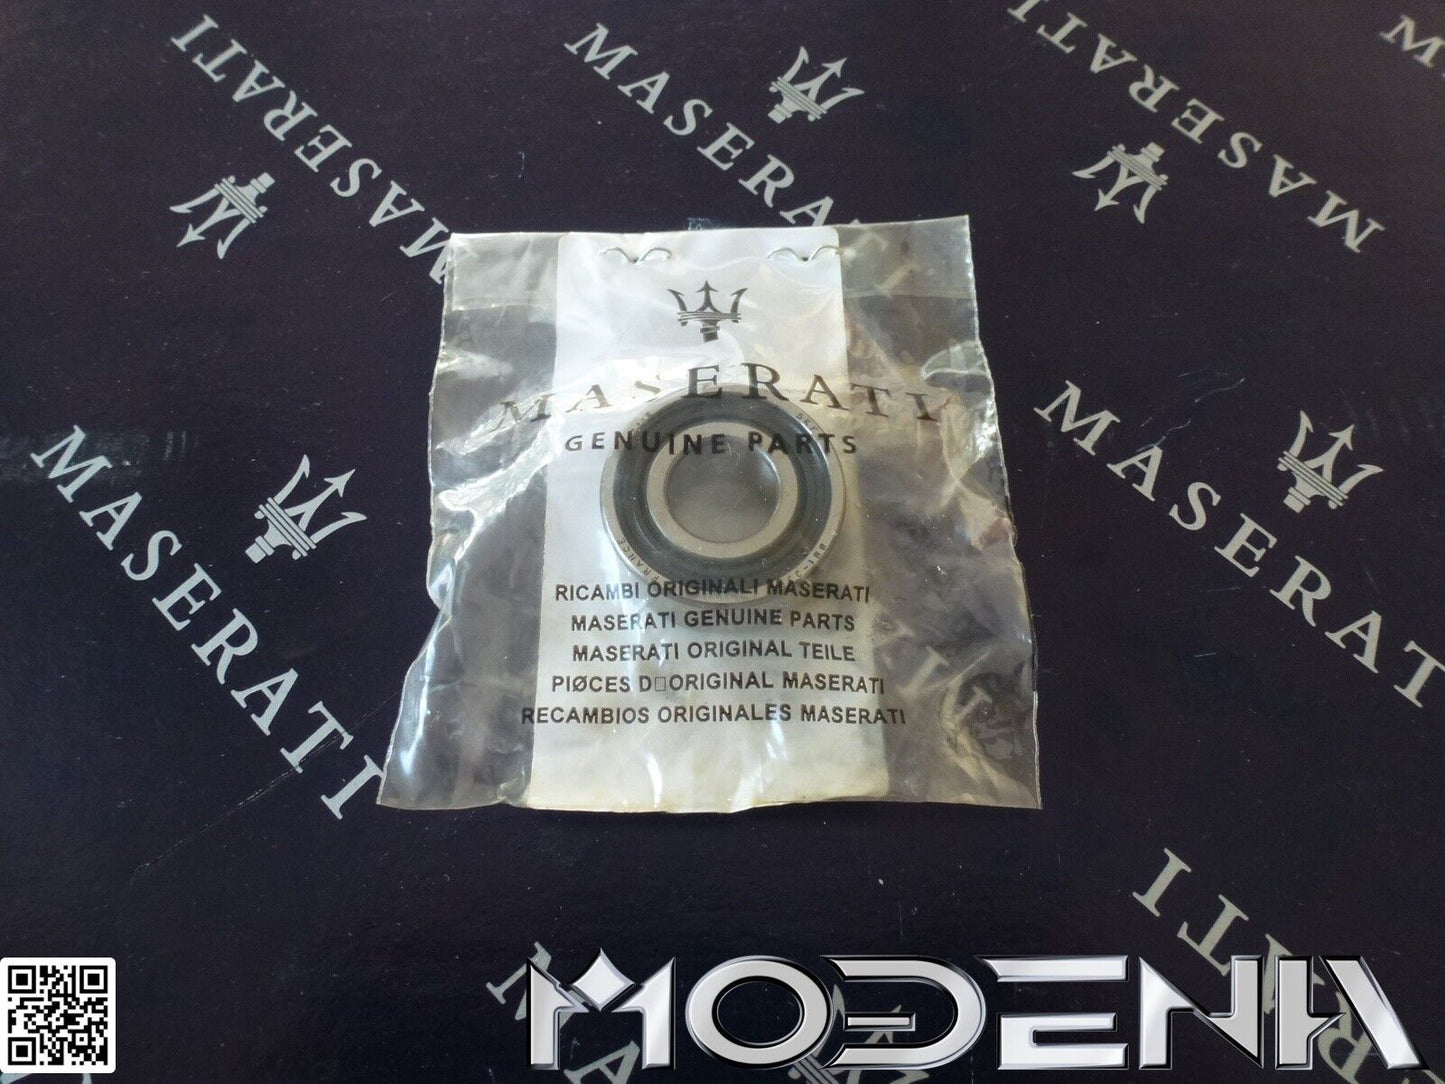 MASERATI
MASERATI
MASERATI
MASERATI
GENUINE PARTS
FRANCE
RICAMBI ORIGINALI MASERATI
MASERATI GENUINE PARTS
MASERATI ORIGINAL TEILE
PIØCES D□ORIGINAL MASERATI
RECAMBIOS ORIGINALES MASERATI
MASERATI
MASERATI
MODENA